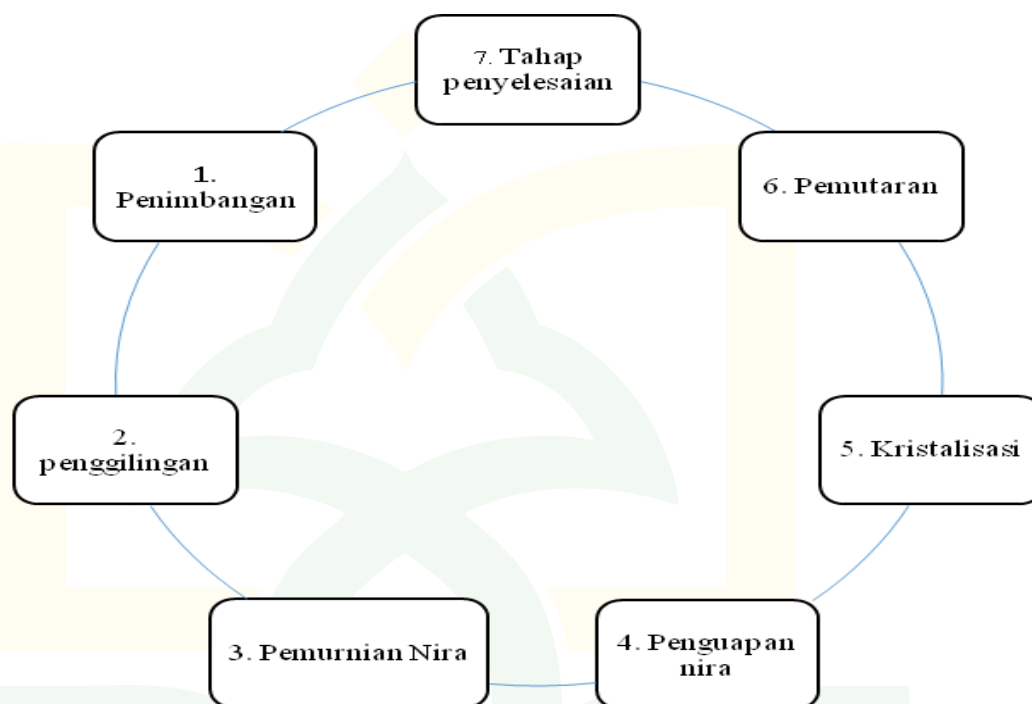 7. Tahap
penyelesaian
1.
Penimbangan
6. Pemutaran
2.
penggilingan
5. Kristalisasi
3. Pemurnian Nira
4. Penguapan
nira